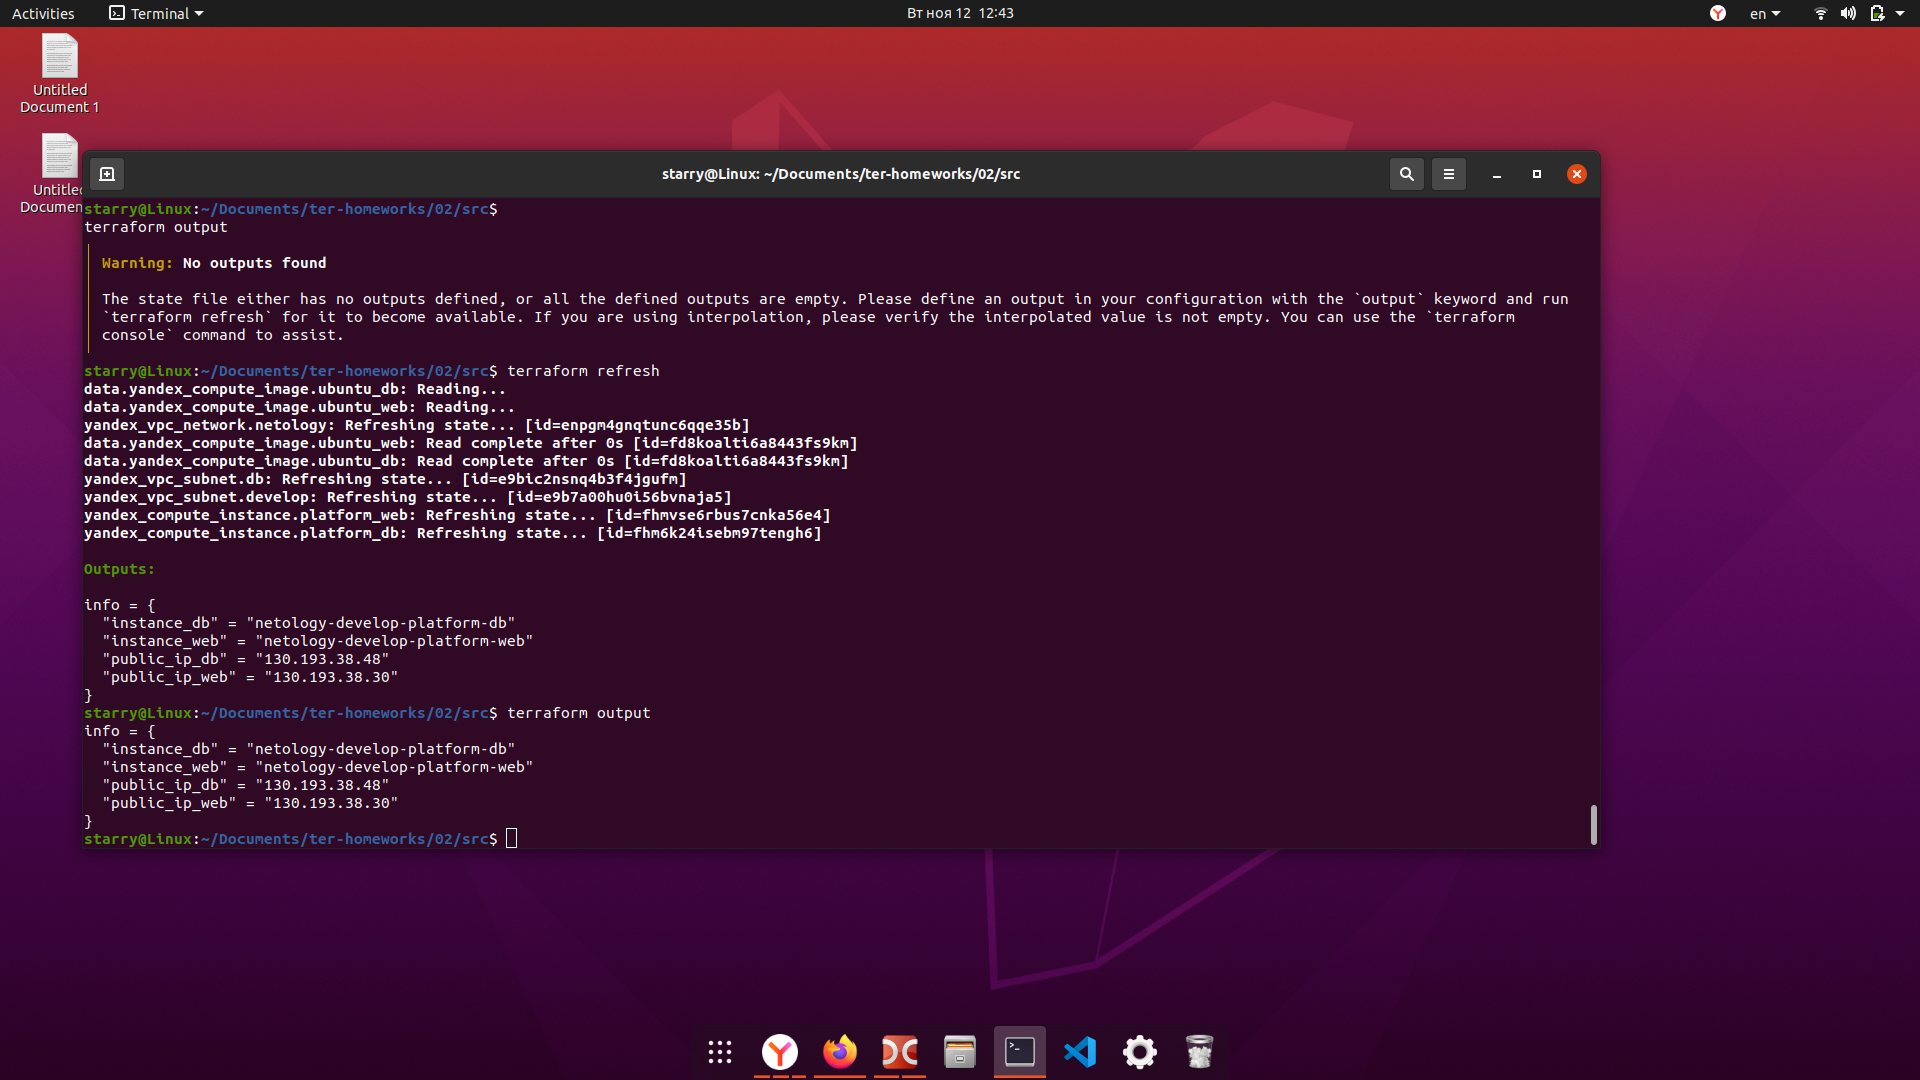 Activities
Terminal
Вт ноя 12 12:43
en
Untitled
Document 1
Untitle
Documen
starry@Linux: ~/Documents/ter-homeworks/02/src
starry@Linux:~/Documents/ter-homeworks/02/src$
terraform output
Warning: No outputs found
The state file either has no outputs defined, or all the defined outputs are empty. Please define an output in your configuration with the `output` keyword and run
`terraform refresh` for it to become available. If you are using interpolation, please verify the interpolated value is not empty. You can use the `terraform
console` command to assist.
starry@Linux:~/Documents/ter-homeworks/02/src$ terraform refresh
data.yandex_compute_image.ubuntu_db: Reading...
data.yandex_compute_image.ubuntu_web: Reading...
yandex_vpc_network.netology: Refreshing state... [id=enpgm4gnqtunc6qqe35b]
data.yandex_compute_image.ubuntu_web: Read complete after 0s [id=fd8koalti6a8443fs9km]
data.yandex_compute_image.ubuntu_db: Read complete after 0s [id=fd8koalti6a8443fs9km]
yandex_vpc_subnet.db: Refreshing state... [id=e9bic2nsnq4b3f4jgufm]
yandex_vpc_subnet.develop: Refreshing state... [id=e9b7a00hu0i56bvnaja5]
yandex_compute_instance.platform_web: Refreshing state... [id=fhmvse6rbus7cnka56e4]
yandex_compute_instance.platform_db: Refreshing state... [id=fhm6k24isebm97tengh6]
Outputs:
info = {
  "instance_db" = "netology-develop-platform-db"
  "instance_web" = "netology-develop-platform-web"
  "public_ip_db" = "130.193.38.48"
  "public_ip_web" = "130.193.38.30"
}
starry@Linux:~/Documents/ter-homeworks/02/src$ terraform output
info = {
  "instance_db" = "netology-develop-platform-db"
  "instance_web" = "netology-develop-platform-web"
  "public_ip_db" = "130.193.38.48"
  "public_ip_web" = "130.193.38.30"
}
starry@Linux:~/Documents/ter-homeworks/02/src$